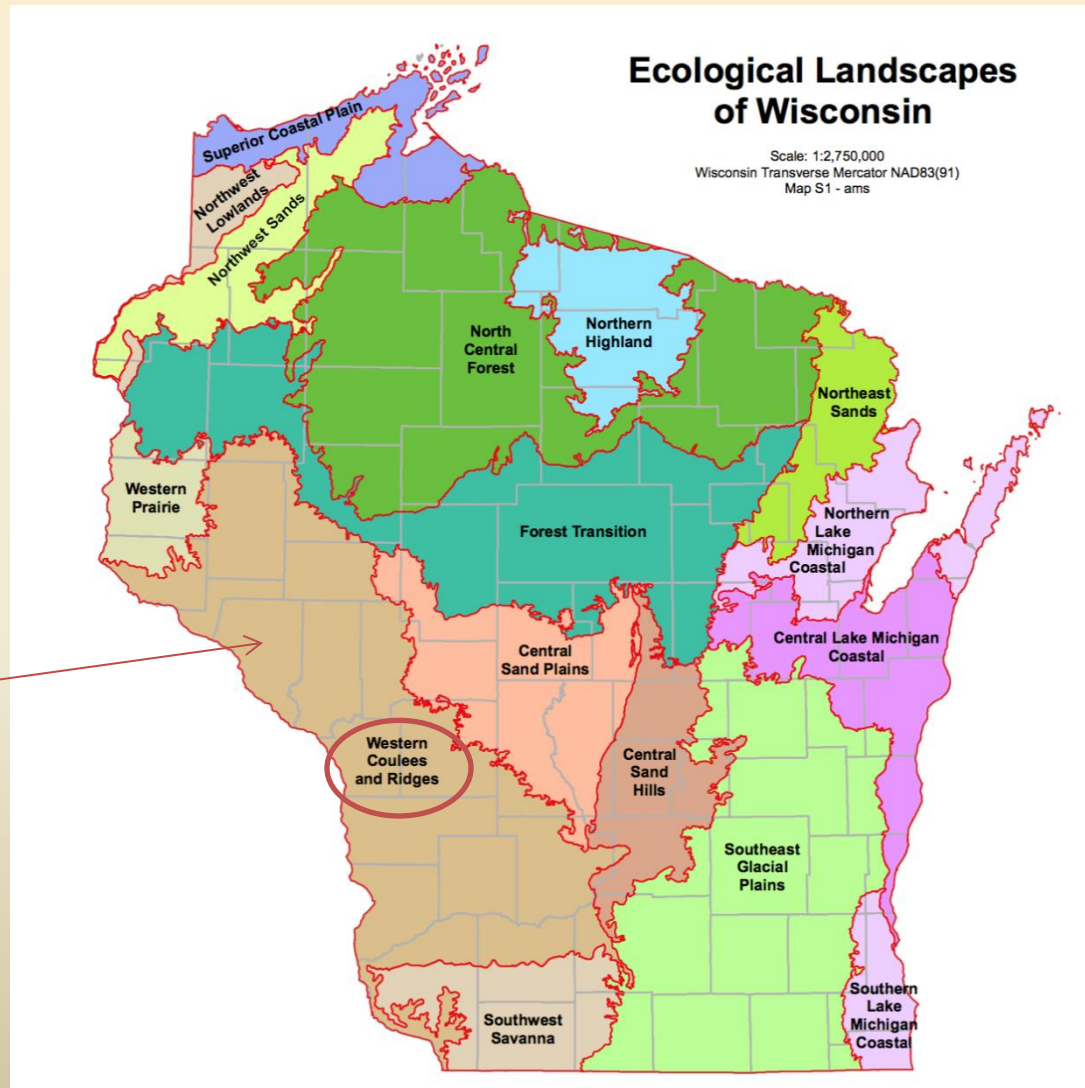 Ecological Landscapes
of Wisconsin
Scale: 1:2,750,000
Wisconsin Transverse Mercator NAD83(91)
Map S1 - ams
Superior Coastal Plain
Northwest
Lowlands
Northwest Sands
North
Central
Forest
Northern
Highland
Northeast
Sands
Western
Prairie
Forest Transition
Northern
Lake
Michigan
Coastal
Central
Sand Plains
Central Lake Michigan
Coastal
Western
Coulees
and Ridges
Central
Sand
Hills
Southeast
Glacial
Plains
Southwest
Savanna
Southern
Lake
Michigan
Coastal